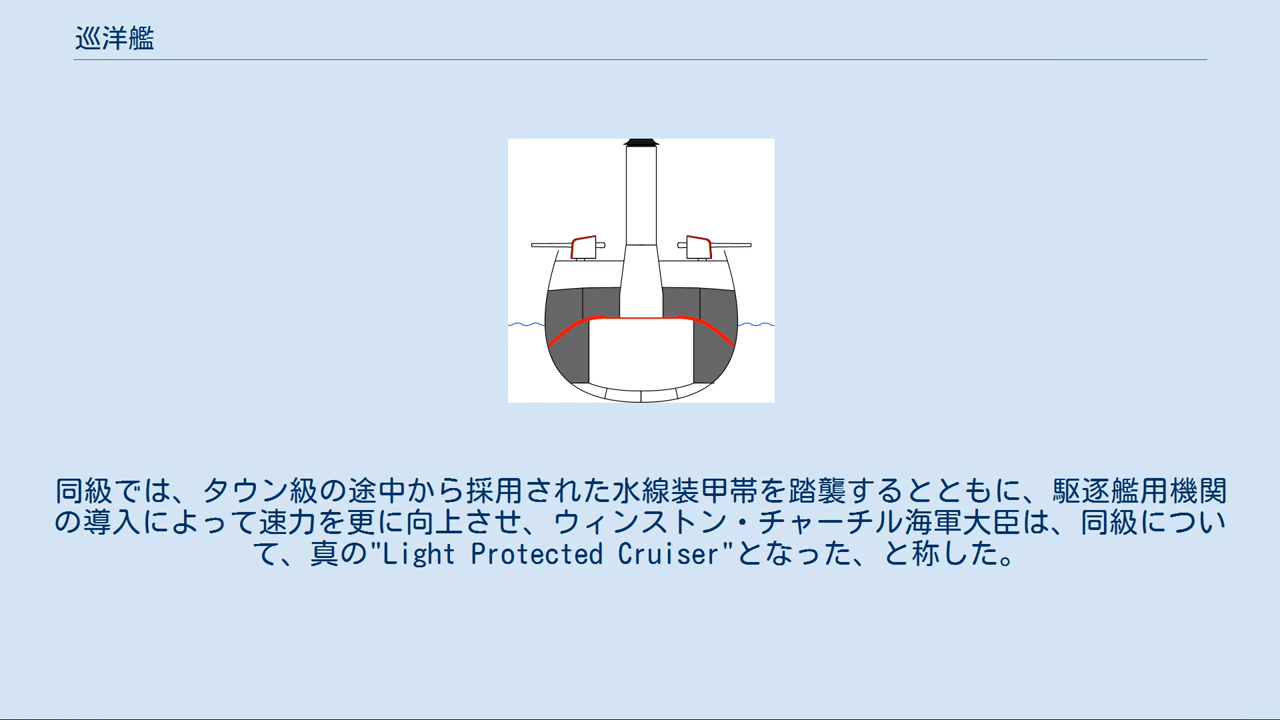 巡洋艦
同級では、タウン級の途中から採用された水線装甲帯を踏襲するとともに、駆逐艦用機関
の導入によって速力を更に向上させ、ウィンストン・チャーチル海軍大臣は、同級につい
て、真の"Light Protected Cruiser"となった、と称した。